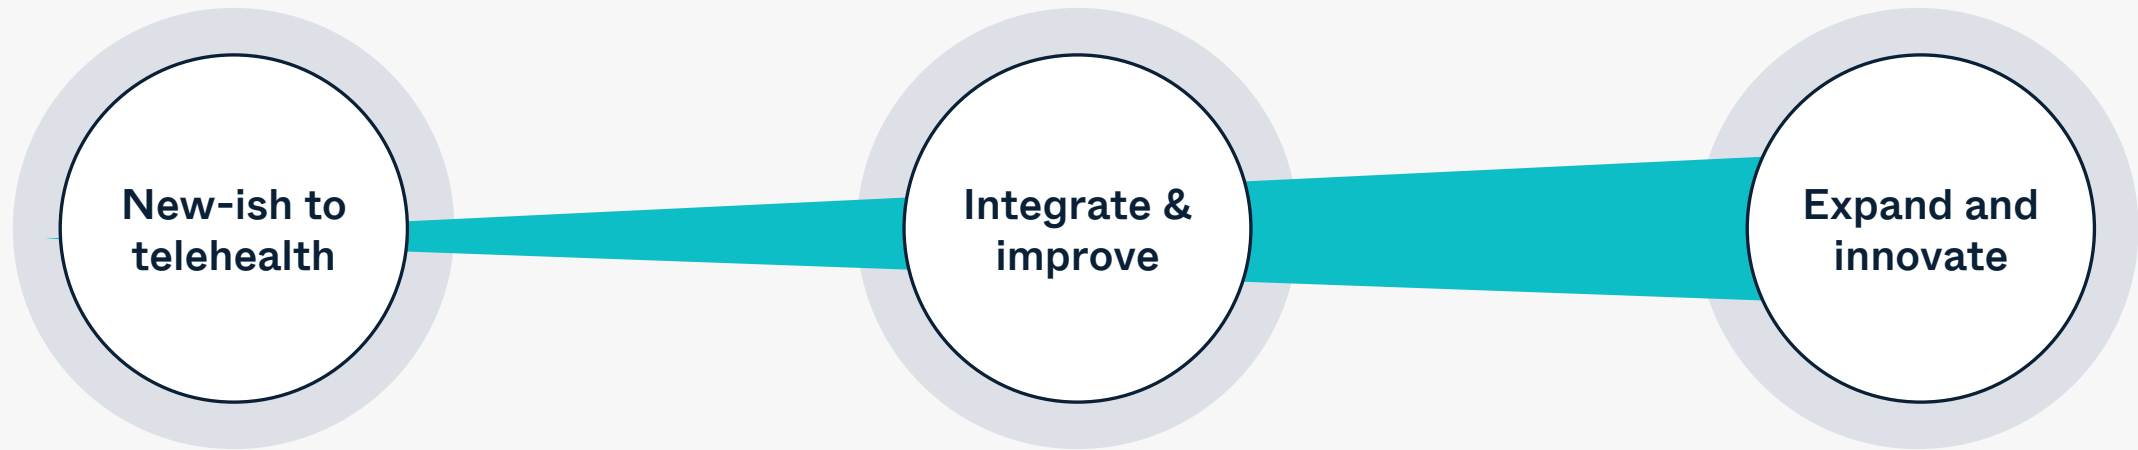 New-ish to
telehealth
Integrate &
improve
Expand and
innovate